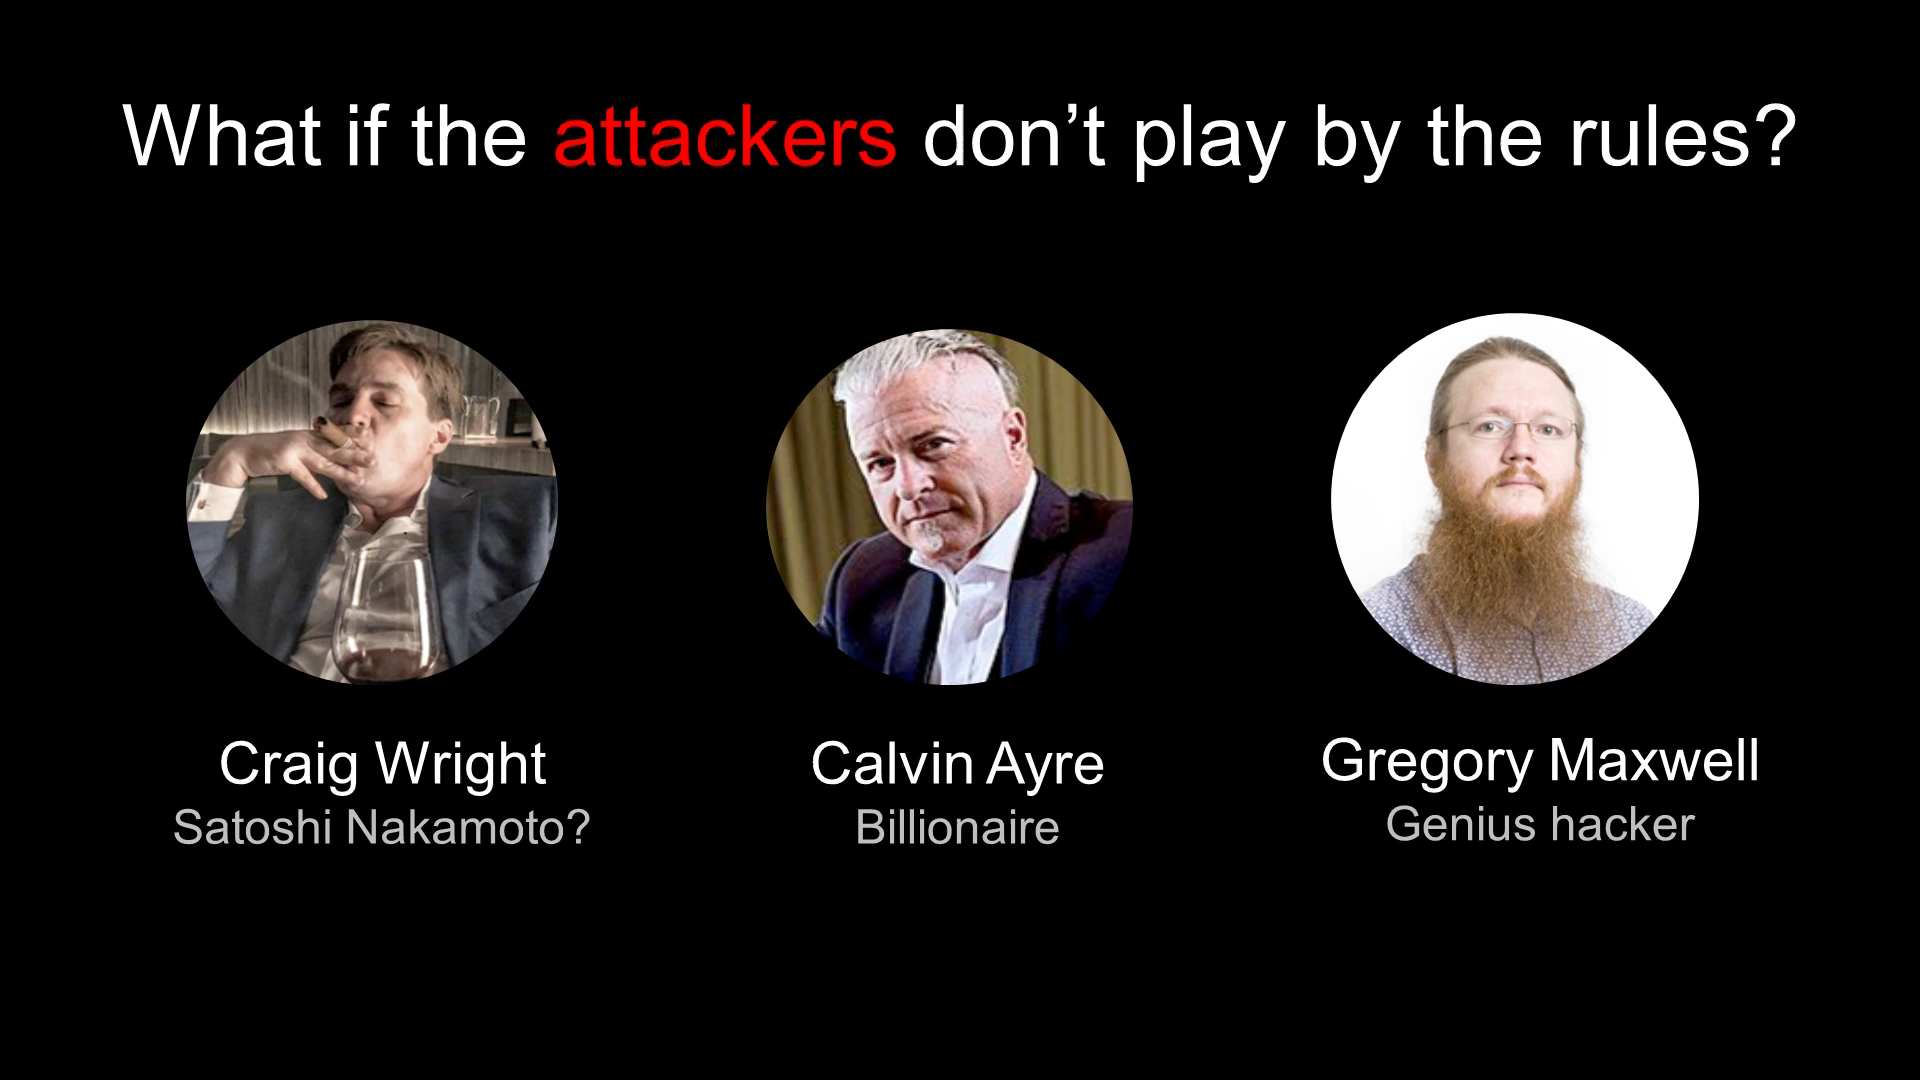 What if the attackers don’t play by the rules?
Craig Wright
Satoshi Nakamoto?
Calvin Ayre
Billionaire
Gregory Maxwell
Genius hacker